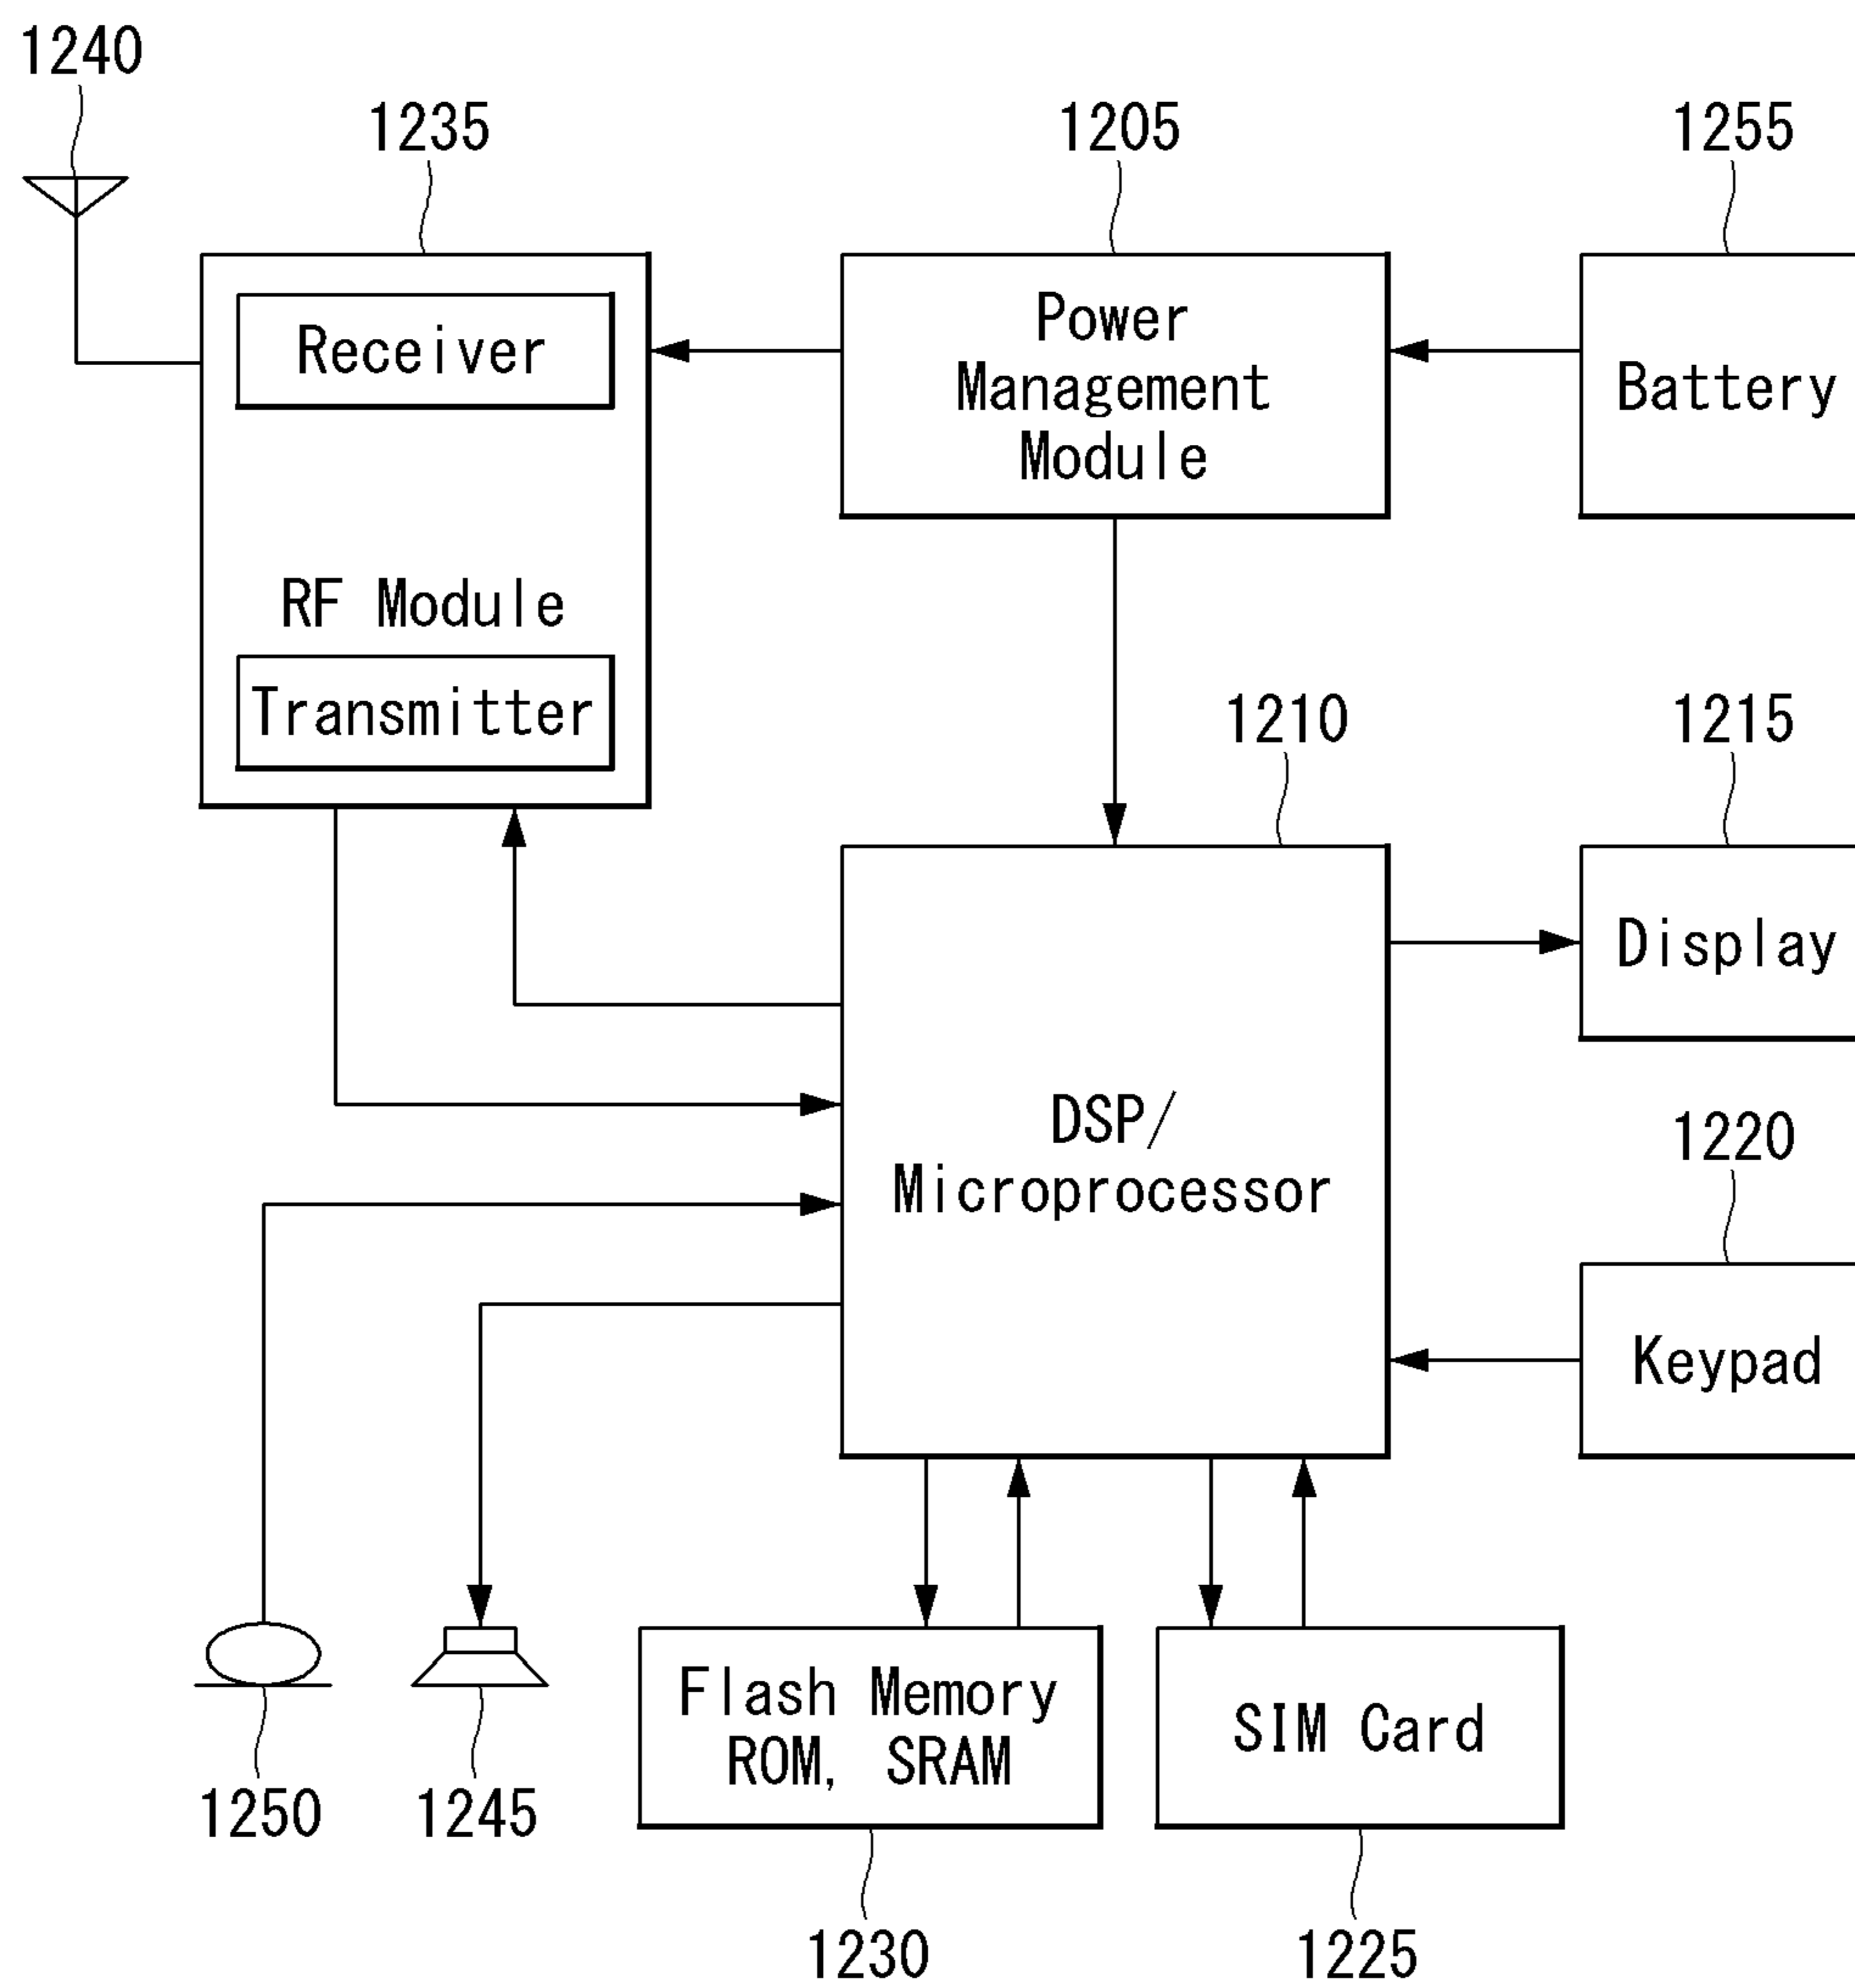 1240
1235
1205
1255
Receiver
RF Module
Transmitter
Power
Management
Module
Battery
1210
1215
DSP/
Microprocessor
Display
1220
Keypad
Flash Memory
ROM, SRAM
SIM Card
1250
1245
1230
1225